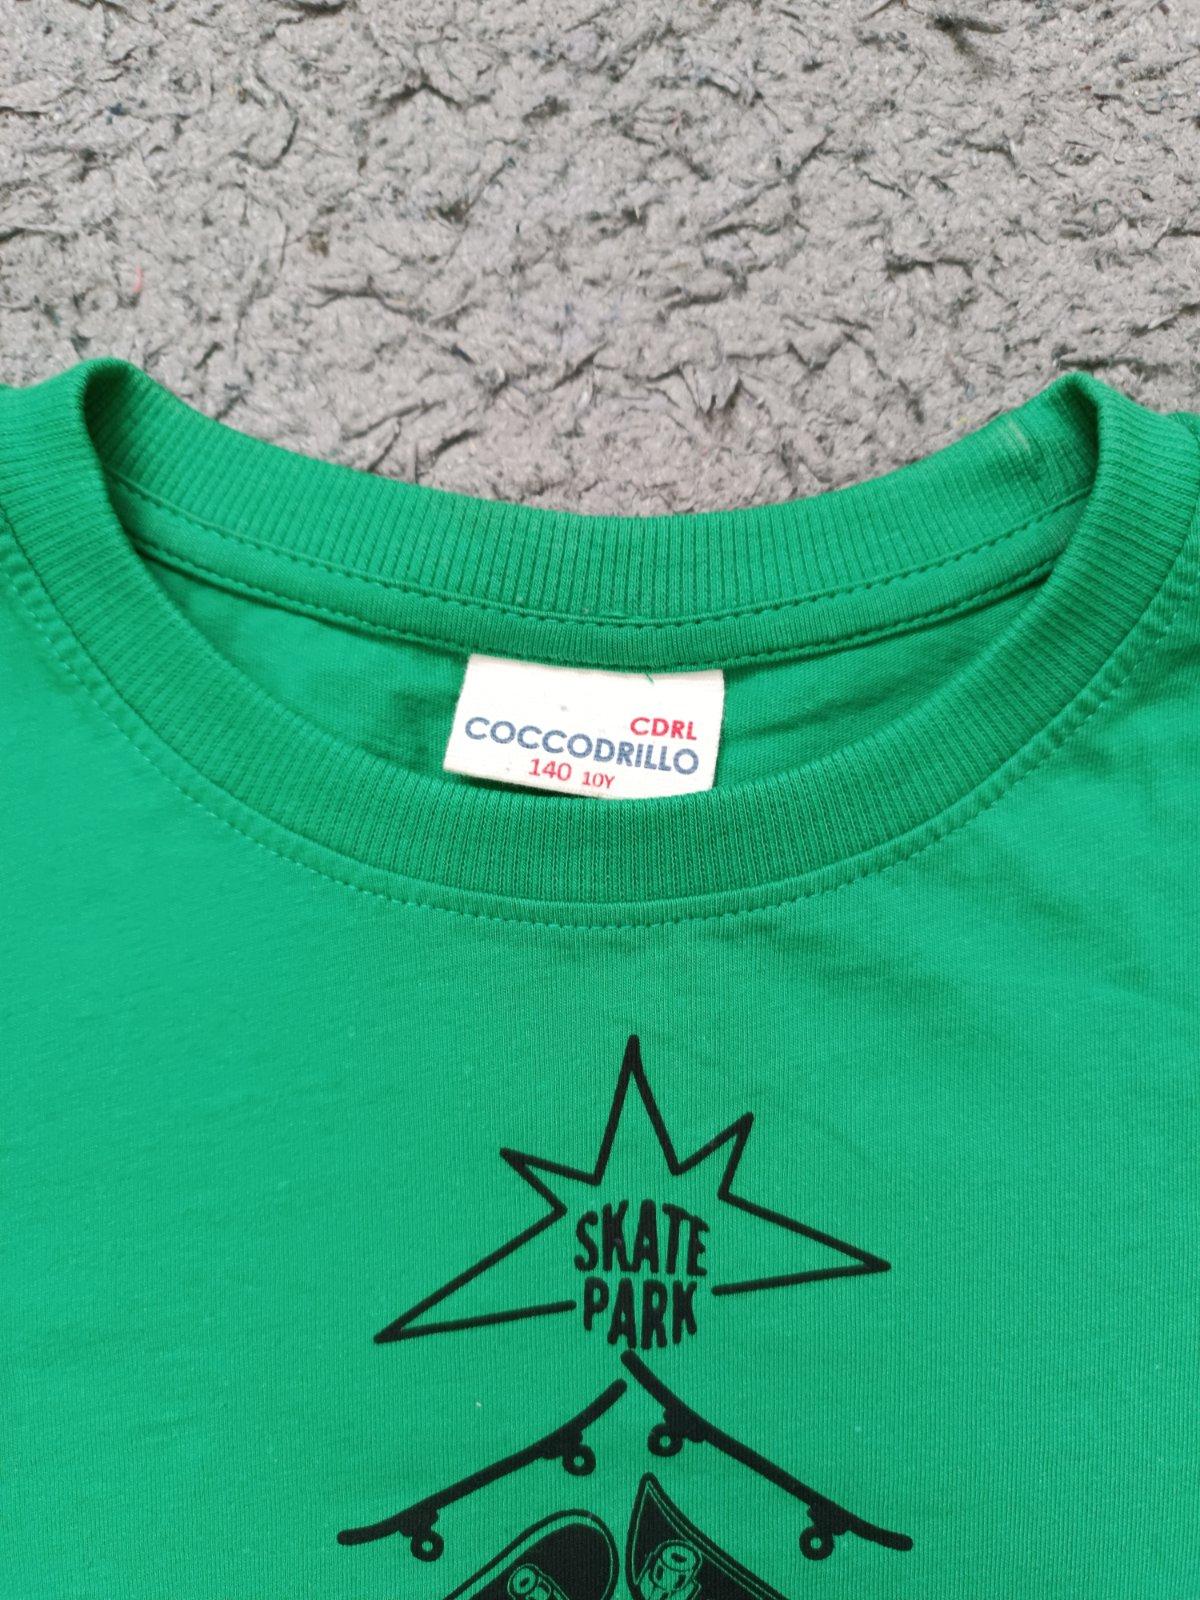 CDRL
COCCODRILLO
140 10Y
SKATE
PARK